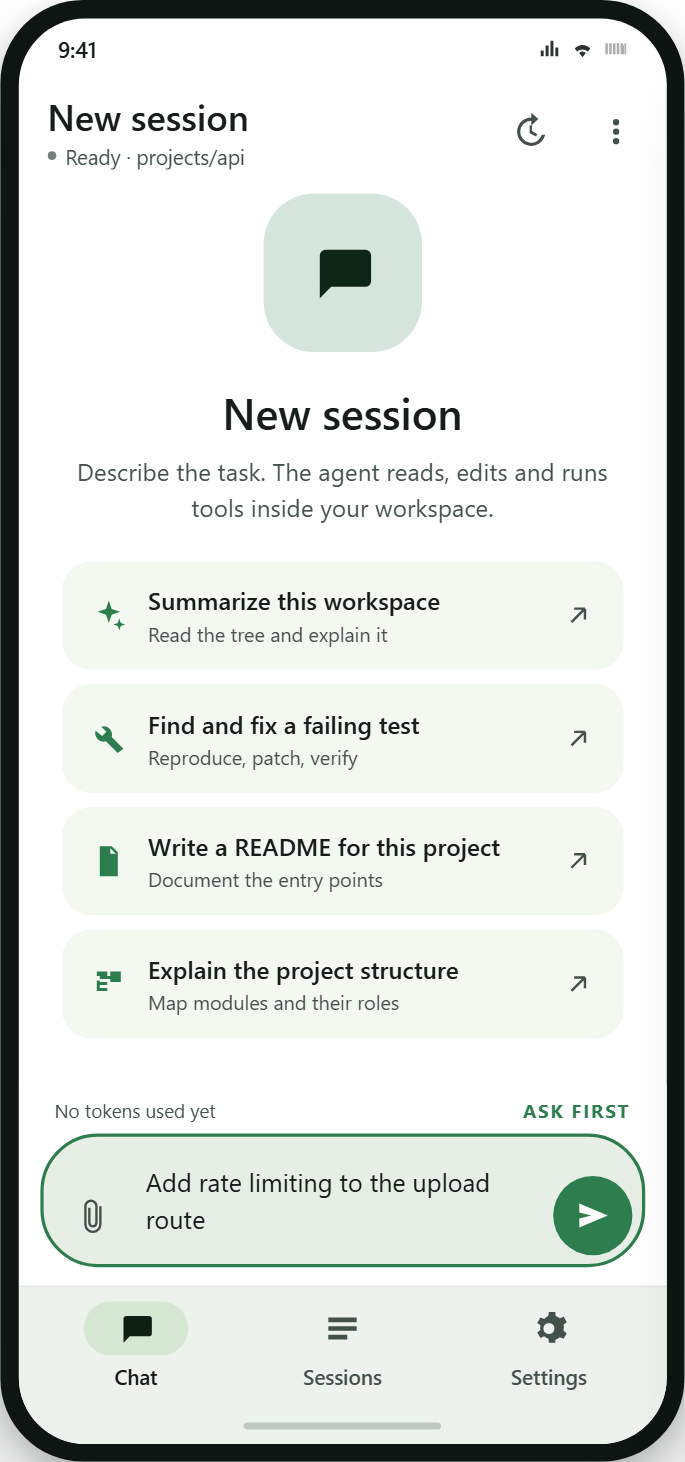 9:41
New session
Ready · projects/api
New session
Describe the task. The agent reads, edits and runs
tools inside your workspace.
Summarize this workspace
Read the tree and explain it
Find and fix a failing test
Reproduce, patch, verify
Write a README for this project
Document the entry points
Explain the project structure
Map modules and their roles
No tokens used yet
ASK FIRST
Add rate limiting to the upload
route
Chat
Sessions
Settings